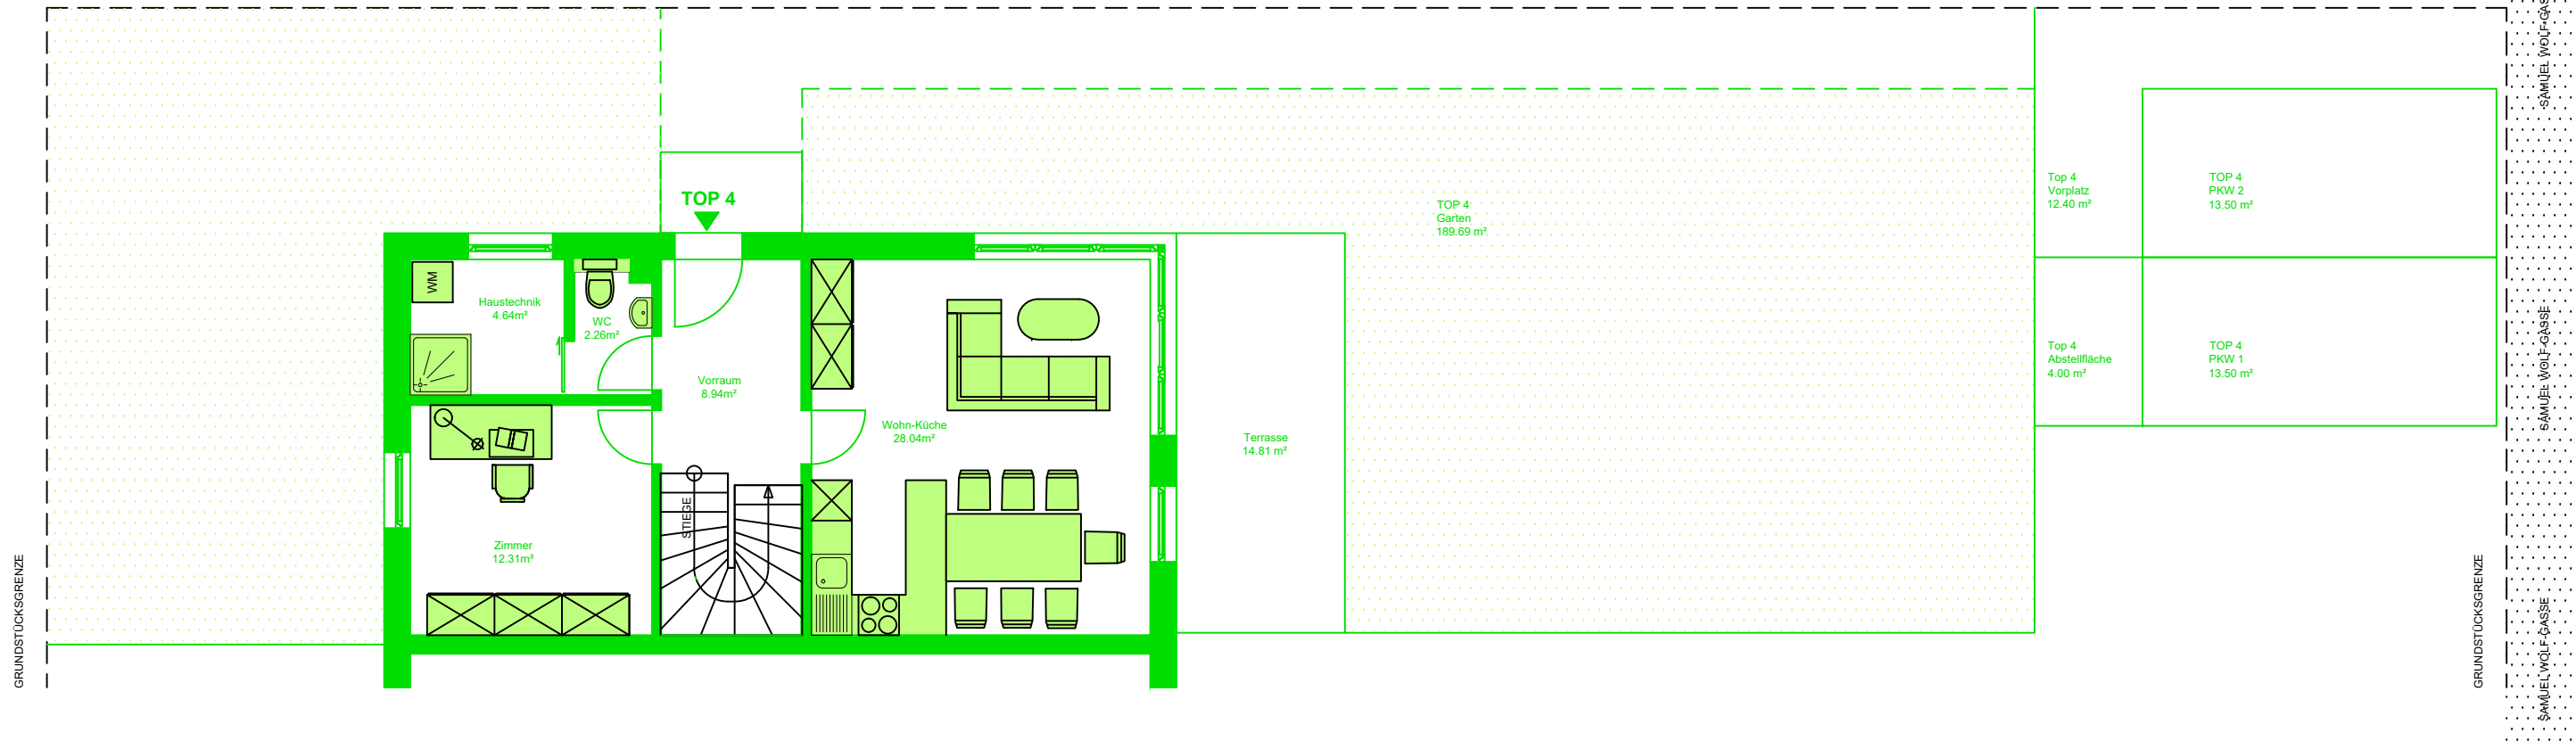 TOP 4
WM
Haustechnik
4.64m²
WC
2.26m²
Vorraum
8.94m²
Wohn-Küche
28.04m²
Zimmer
12.31m²
STIEGE
Terrasse
14.81 m²
TOP 4
Garten
189.69 m²
Top 4
Vorplatz
12.40 m²
TOP 4
PKW 2
13.50 m²
Top 4
Abstellfläche
4.00 m²
TOP 4
PKW 1
13.50 m²
GRUNDSTÜCKSGRENZE
GRUNDSTÜCKSGRENZE
SAMUEL WOLF-GAS
SAMUEL WOLF-GASSE
SAMUEL WOLF-GASSE